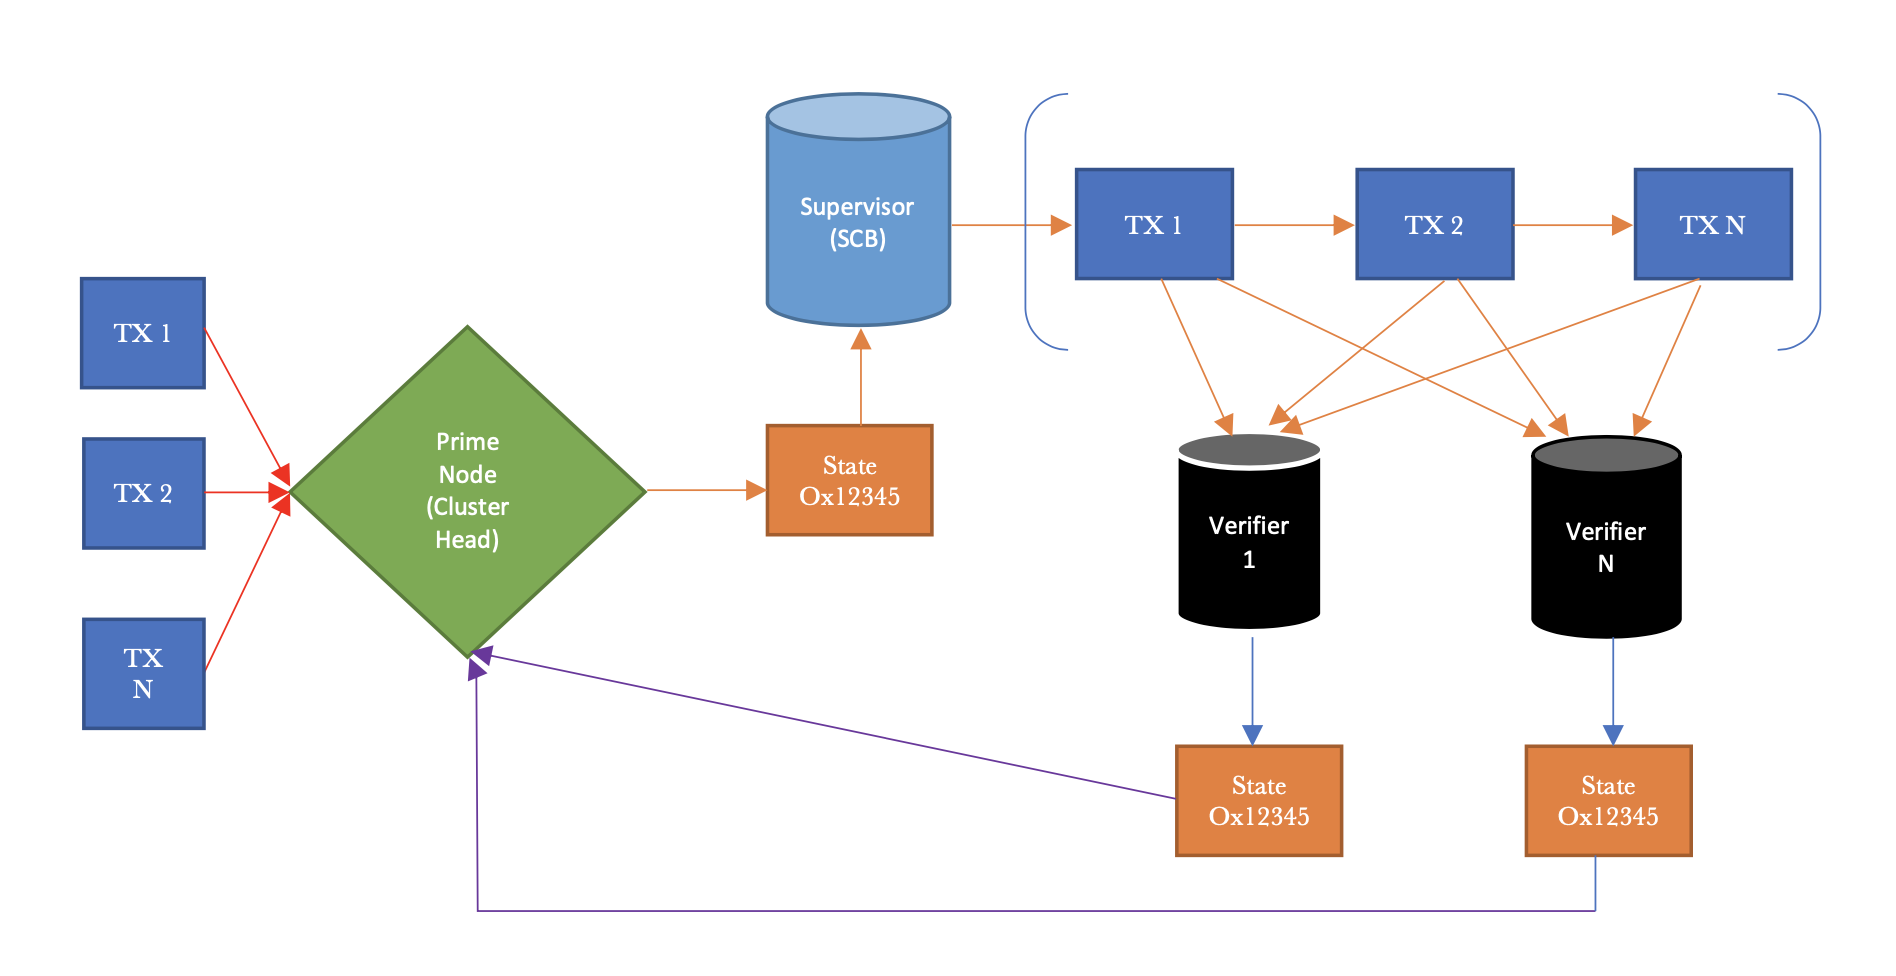 Supervisor
(SCB)
TX 1
TX 2
TX N
TX 1
TX 2
TX
N
Prime
Node
(Cluster
Head)
State
Ox12345
Verifier
1
Verifier
N
State
Ox12345
State
Ox12345